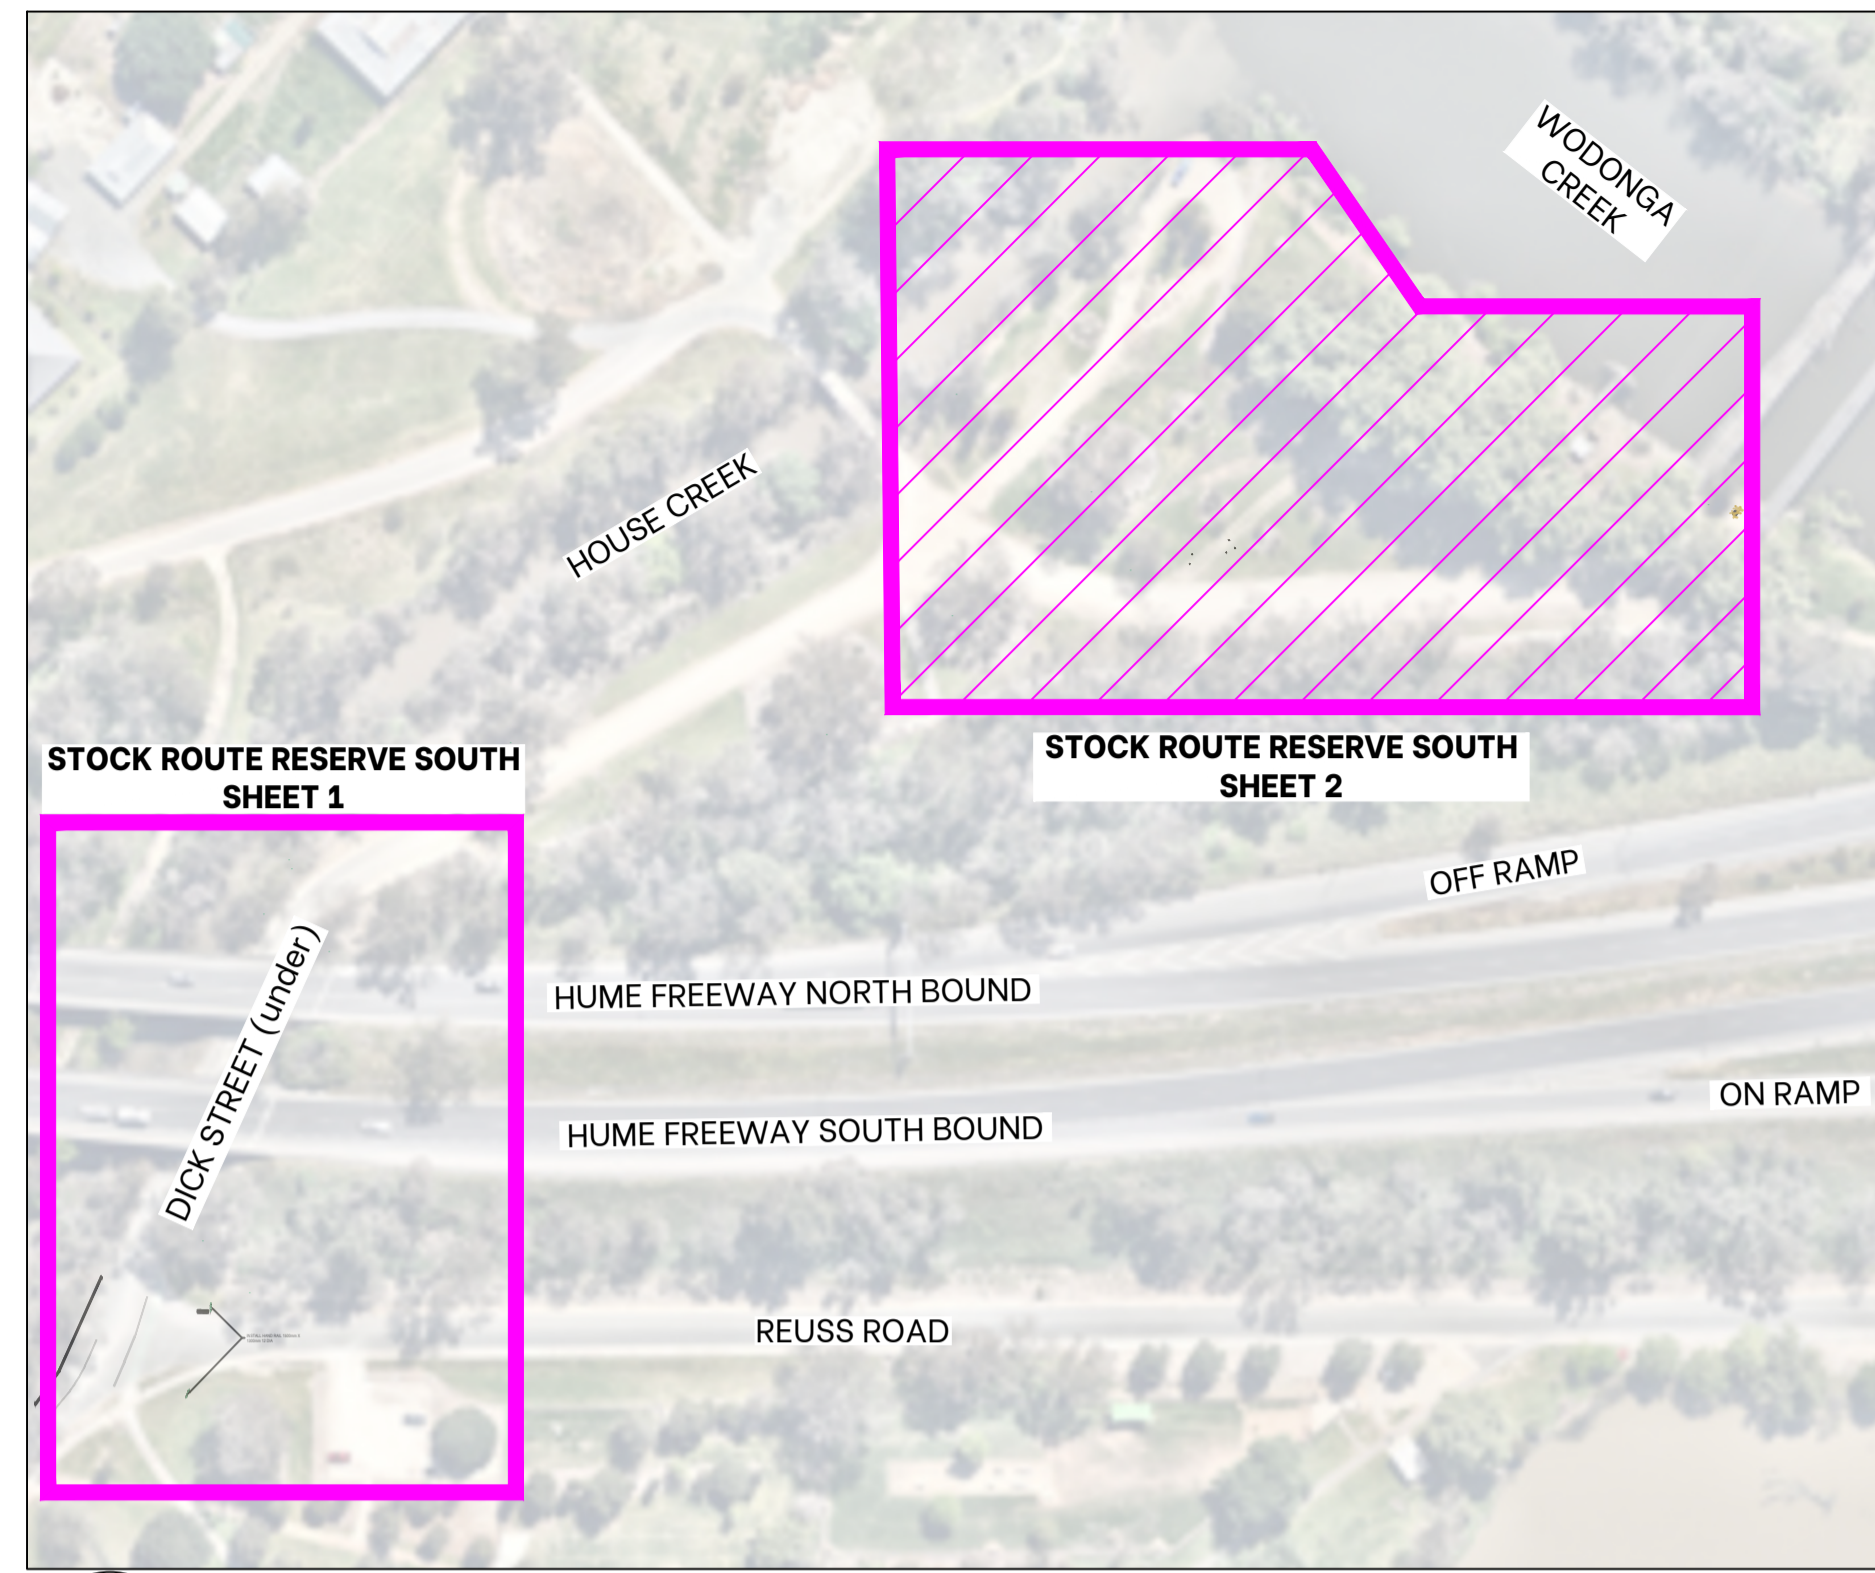 WODONGA
CREEK
HOUSE CREEK
STOCK ROUTE RESERVE SOUTH
SHEET 2
STOCK ROUTE RESERVE SOUTH
SHEET 1
OFF RAMP
DICK STREET (under)
HUME FREEWAY NORTH BOUND
HUME FREEWAY SOUTH BOUND
ON RAMP
REUSS ROAD